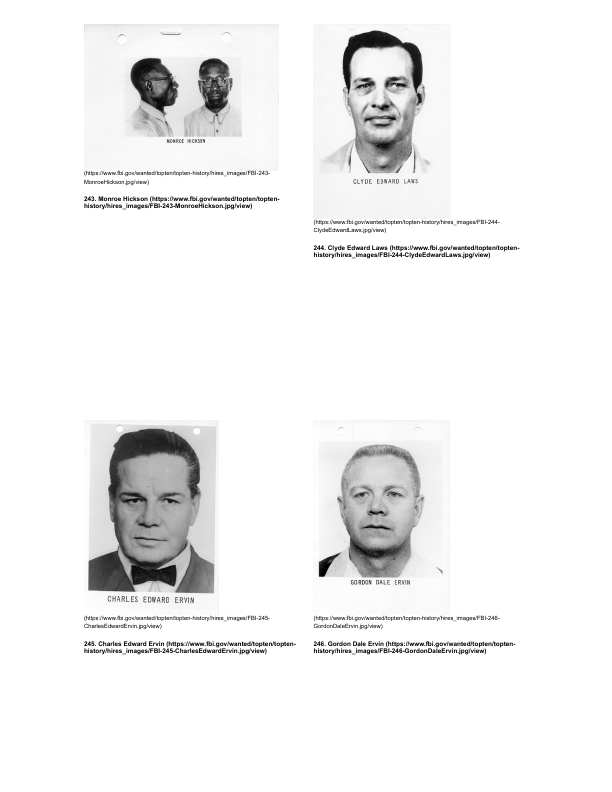 MONROE HICKSON
(https://www.fbi.gov/wanted/topten/topten-history/hires_images/FBI-243-
MonroeHickson.jpg/view)
243. Monroe Hickson (https://www.fbi.gov/wanted/topten/topten-
history/hires_images/FBI-243-MonroeHickson.jpg/view)
CLYDE EDWARD LAWS
(https://www.fbi.gov/wanted/topten/topten-history/hires_images/FBI-244-
ClydeEdwardLaws.jpg/view)
244. Clyde Edward Laws (https://www.fbi.gov/wanted/topten/topten-
history/hires_images/FBI-244-ClydeEdwardLaws.jpg/view)
CHARLES EDWARD ERVIN
(https://www.fbi.gov/wanted/topten/topten-history/hires_images/FBI-245-
CharlesEdwardErvin.jpg/view)
245. Charles Edward Ervin (https://www.fbi.gov/wanted/topten/topten-
history/hires_images/FBI-245-CharlesEdwardErvin.jpg/view)
GORDON DALE ERVIN
(https://www.fbi.gov/wanted/topten/topten-history/hires_images/FBI-246-
GordonDaleErvin.jpg/view)
246. Gordon Dale Ervin (https://www.fbi.gov/wanted/topten/topten-
history/hires_images/FBI-246-GordonDaleErvin.jpg/view)